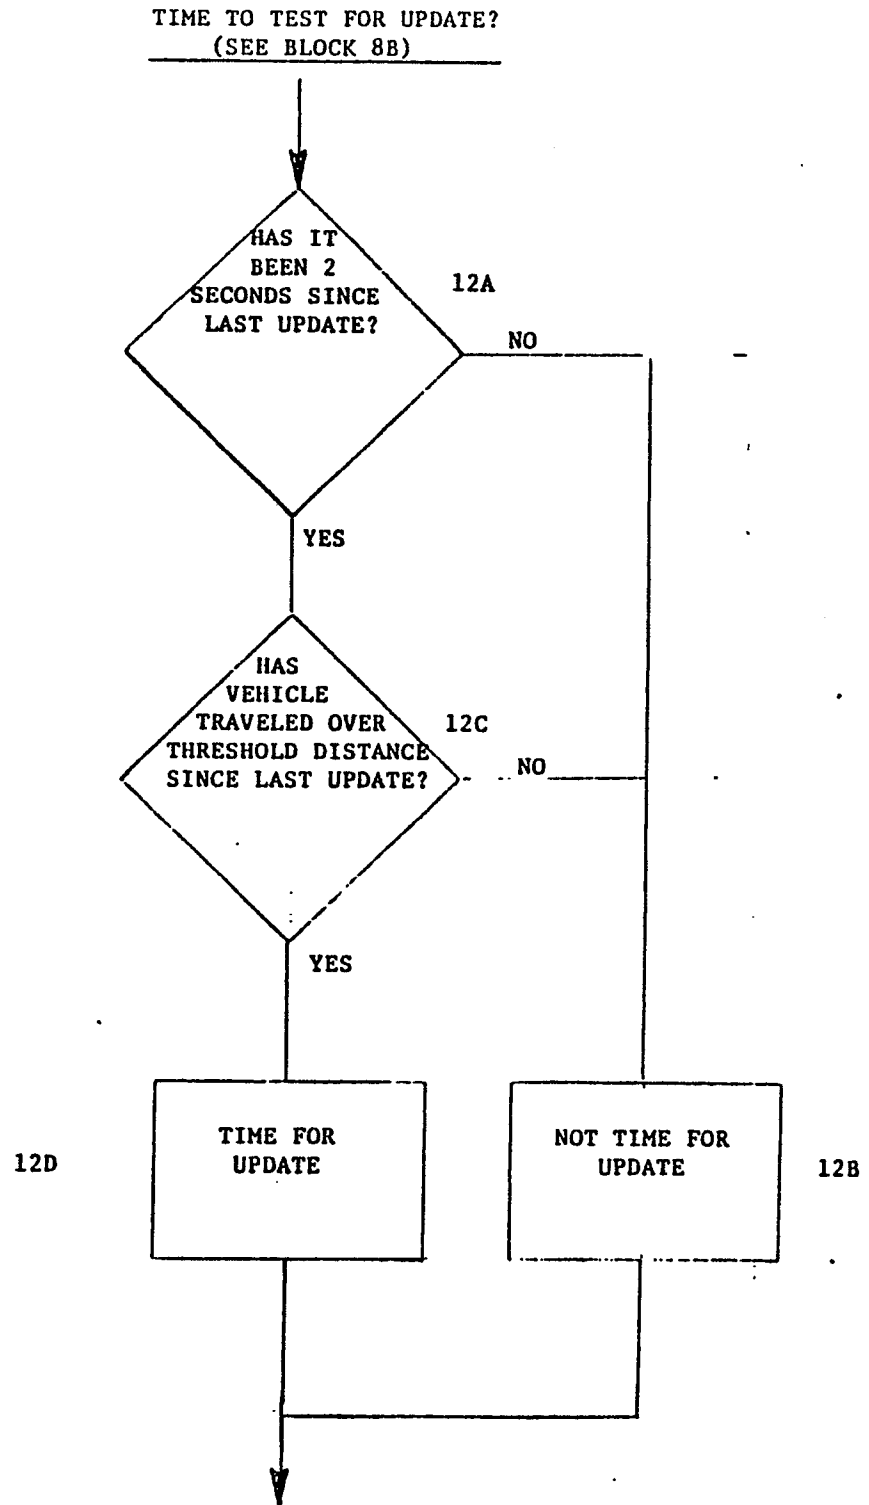 TIME TO TEST FOR UPDATE?
(SEE BLOCK 8B)
HAS IT
BEEN 2
SECONDS SINCE
LAST UPDATE?
12A
NO
YES
HAS
VEHICLE
TRAVELED OVER
THRESHOLD DISTANCE
SINCE LAST UPDATE?
12C
NO
YES
TIME FOR
UPDATE
12D
NOT TIME FOR
UPDATE
12B